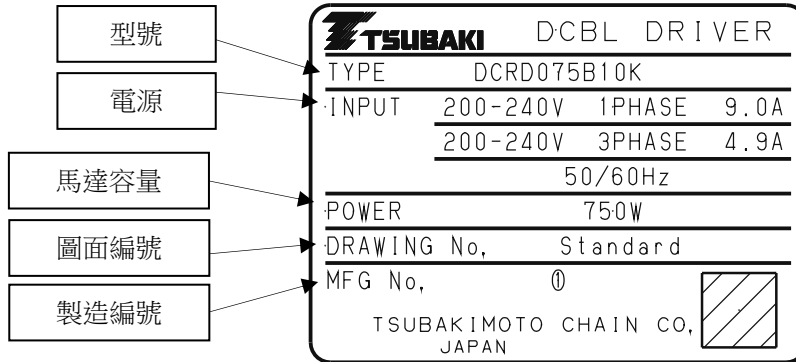 型號
電源
馬達容量
圖面編號
製造編號
TSUBAKI DCBL DRIVER
TYPE DCRD075B10K
INPUT 200-240V 1PHASE 9.0A
200-240V 3PHASE 4.9A
50/60Hz
POWER 750W
DRAWING No, Standard
MFG No, ①
TSUBAKIMOTO CHAIN CO,
JAPAN